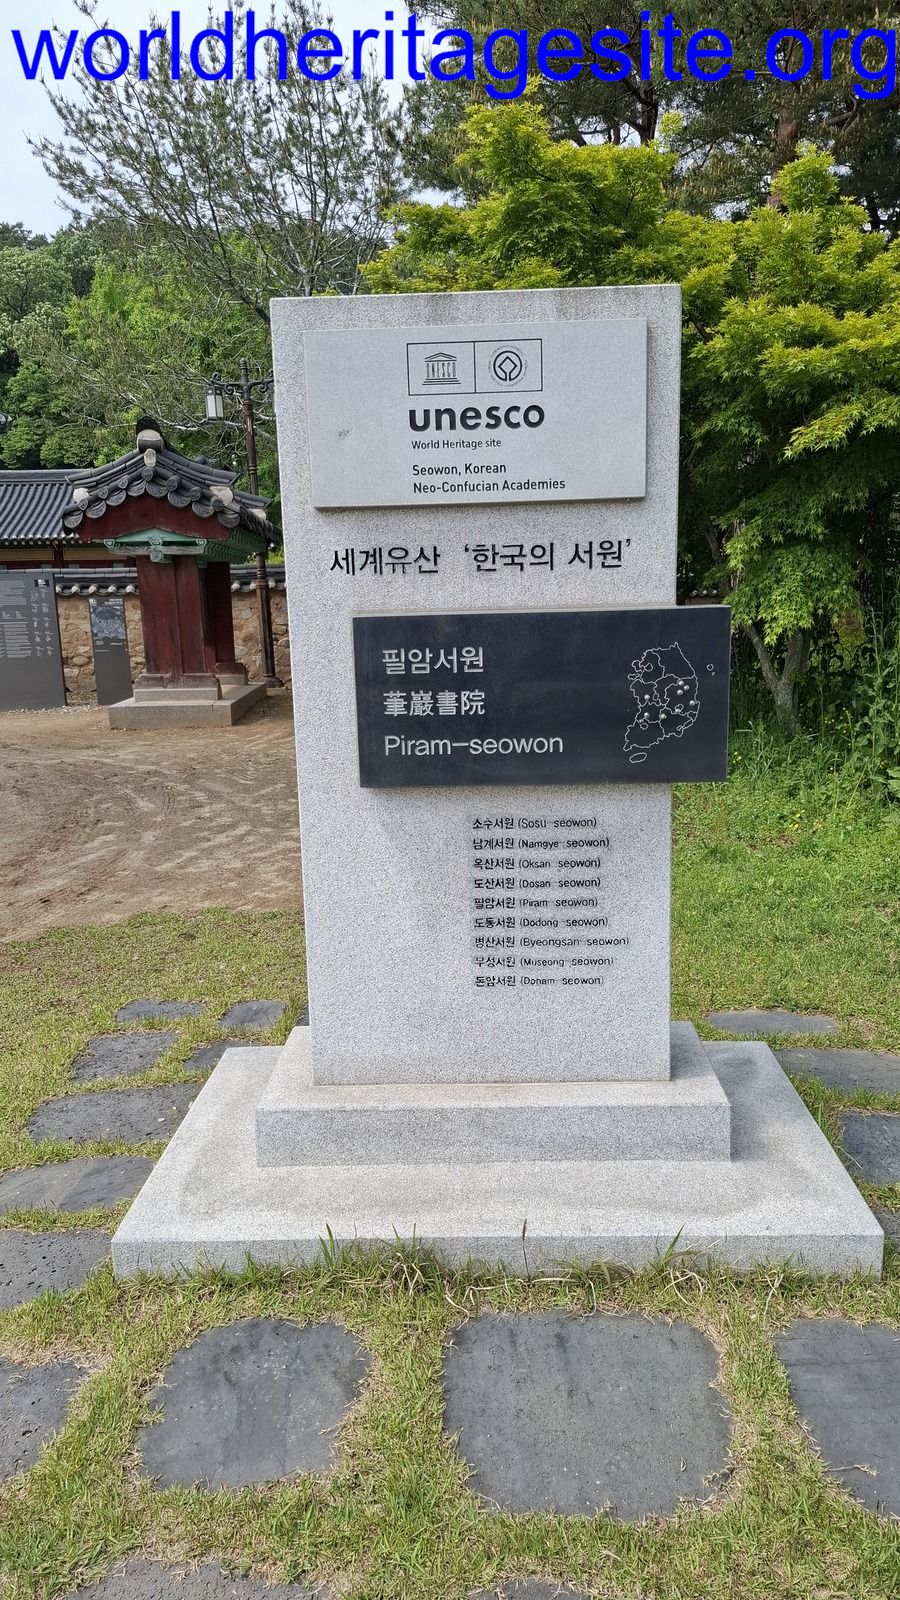 worldheritagesite.org
UNESCO
unesco
World Heritage site
Seowon, Korean
Neo-Confucian Academies
세계유산 ‘한국의 서원’
필암서원
筆巖書院
Piram-seowon
소수서원 (Sosu-seowon)
남계서원 (Namgye-seowon)
옥산서원 (Oksan-seowon)
도산서원 (Dosan-seowon)
필암서원 (Piram-seowon)
도동서원 (Dodong-seowon)
병산서원 (Byeongsan-seowon)
무성서원 (Museong-seowon)
돈암서원 (Donam-seowon)